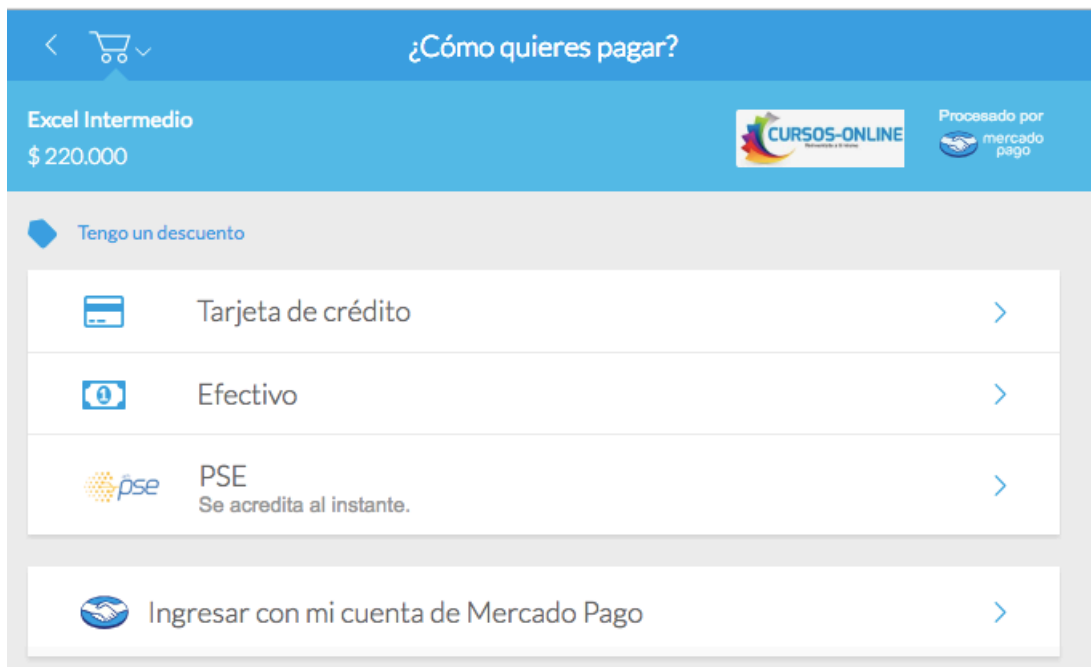 ¿Cómo quieres pagar?
Excel Intermedio
$ 220.000
CURSOS-ONLINE
Procesado por
mercado
pago
Tengo un descuento
Tarjeta de crédito
1
Efectivo
pse
PSE
Se acredita al instante.
Ingresar con mi cuenta de Mercado Pago